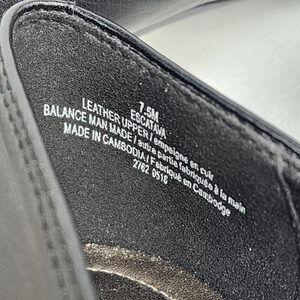 7.5M
ESCATAVA
LEATHER UPPER / empeigne en cuir
BALANCE MAN MADE / autre partie fabriquée à la main
MADE IN CAMBODIA / Fabriqué en Cambodge
2762 0516